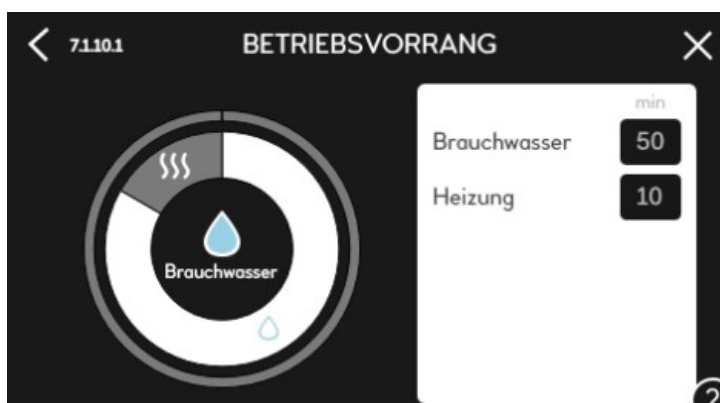 7.1.10.1 BETRIEBSVORRANG
min
Brauchwasser 50
Heizung 10
Brauchwasser
?